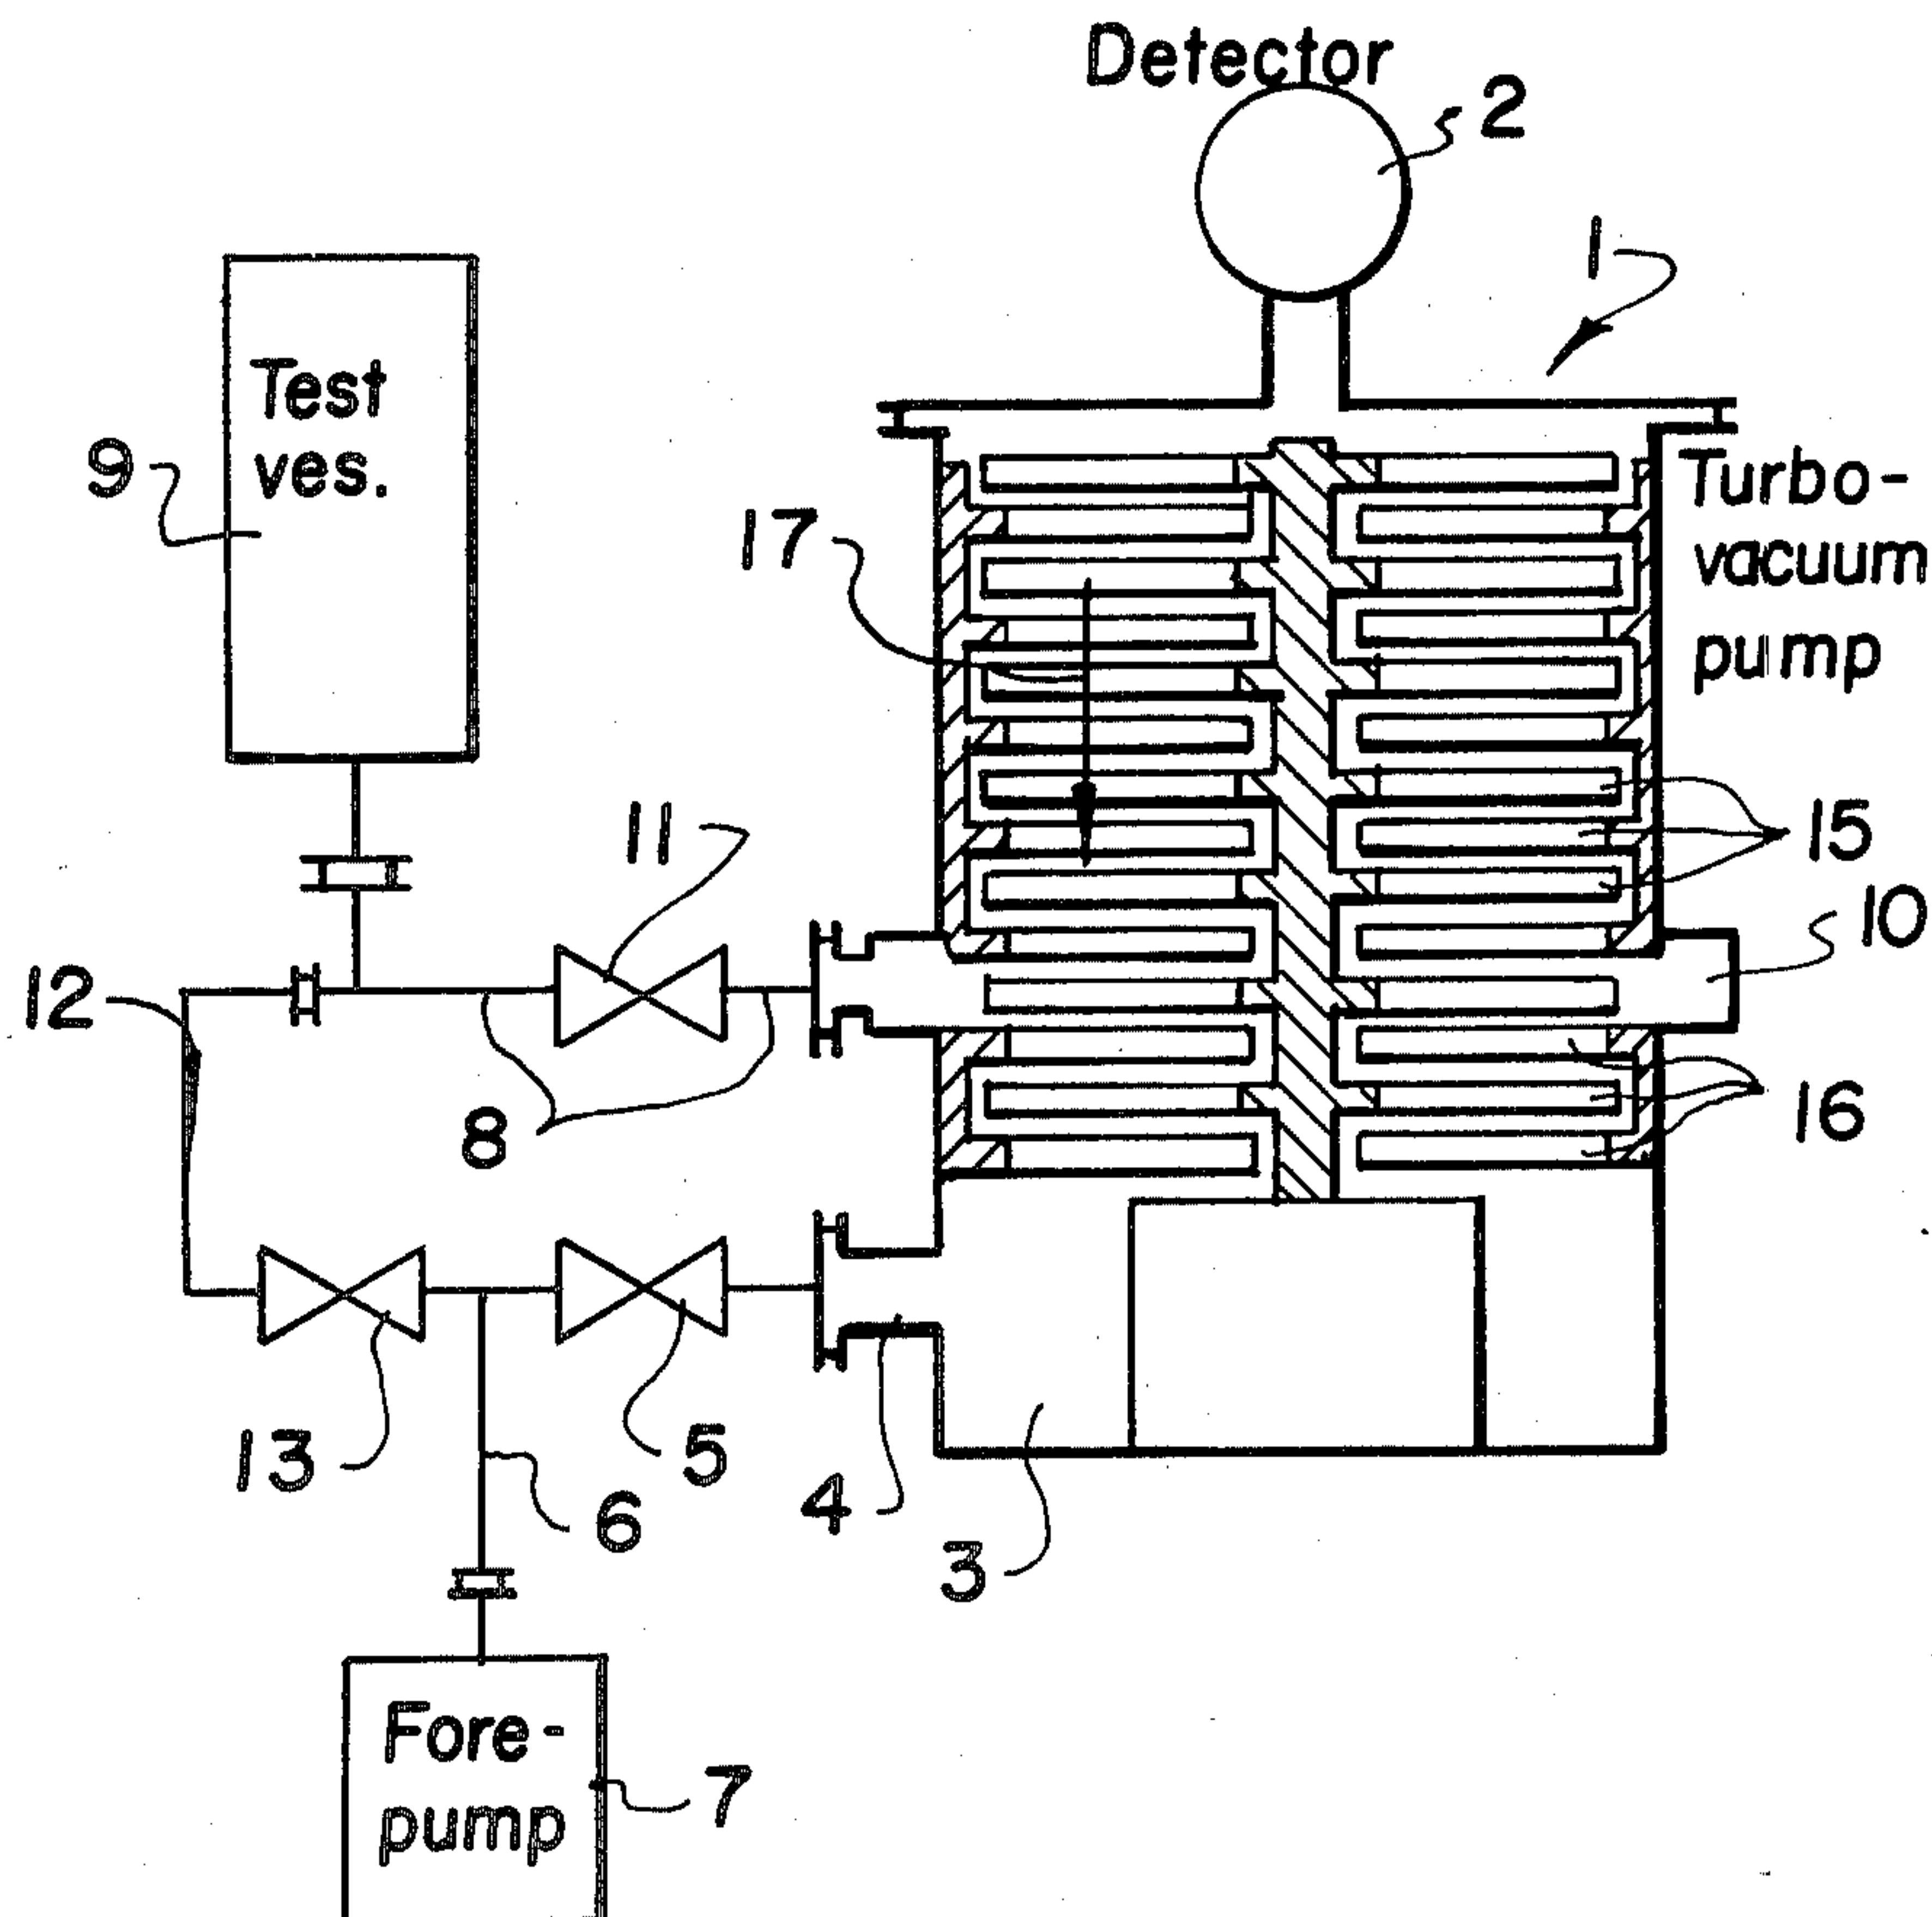 Detector
2
1
Test
ves.
9
17
Turbo-
vacuum
pump
11
15
10
12
8
16
13
5
4
6
3
Fore-
pump
7